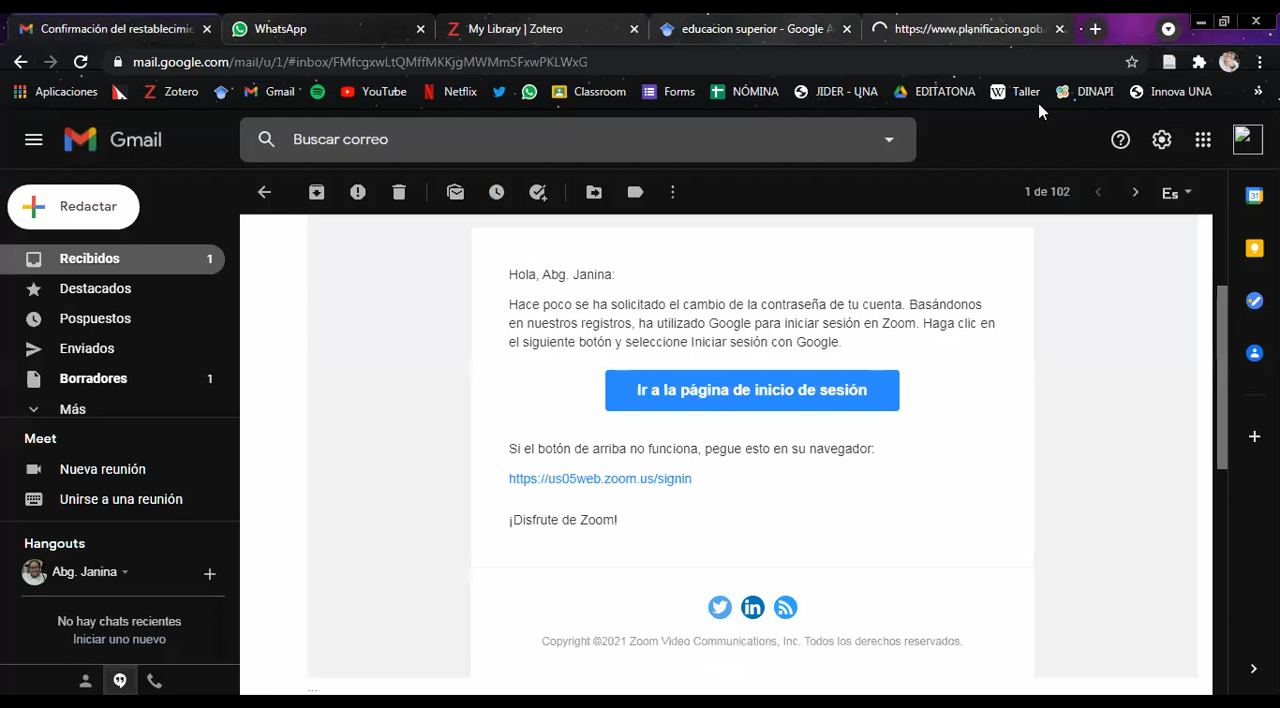 Confirmación del restablecimie
WhatsApp
My Library | Zotero
educacion superior - Google A
https://www.planificacion.gob.
mail.google.com/mail/u/1/#inbox/FMfcgxwLtQMffMKKjgMWMmSFxwPKLWxG
Aplicaciones Zotero Gmail YouTube Netflix Classroom Forms NÓMINA JIDER - UNA EDITATONA Taller DINAPI Innova UNA »
Gmail
Buscar correo
Redactar
1 de 102
Es
Recibidos 1
Destacados
Pospuestos
Enviados
Borradores 1
Más
Meet
Nueva reunión
Unirse a una reunión
Hangouts
Abg. Janina
No hay chats recientes
Iniciar uno nuevo
Hola, Abg. Janina:
Hace poco se ha solicitado el cambio de la contraseña de tu cuenta. Basándonos
en nuestros registros, ha utilizado Google para iniciar sesión en Zoom. Haga clic en
el siguiente botón y seleccione Iniciar sesión con Google.
Ir a la página de inicio de sesión
Si el botón de arriba no funciona, pegue esto en su navegador:
https://us05web.zoom.us/signin
¡Disfrute de Zoom!
Copyright ©2021 Zoom Video Communications, Inc. Todos los derechos reservados.
...
31